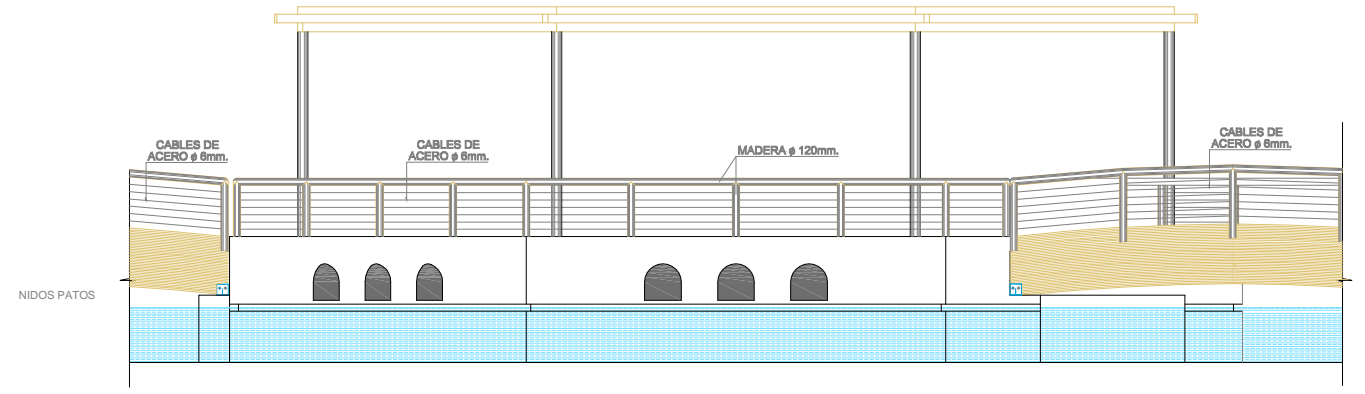 CABLES DE
ACERO ø 6mm.
CABLES DE
ACERO ø 6mm.
MADERA ø 120mm.
CABLES DE
ACERO ø 6mm.
NIDOS PATOS